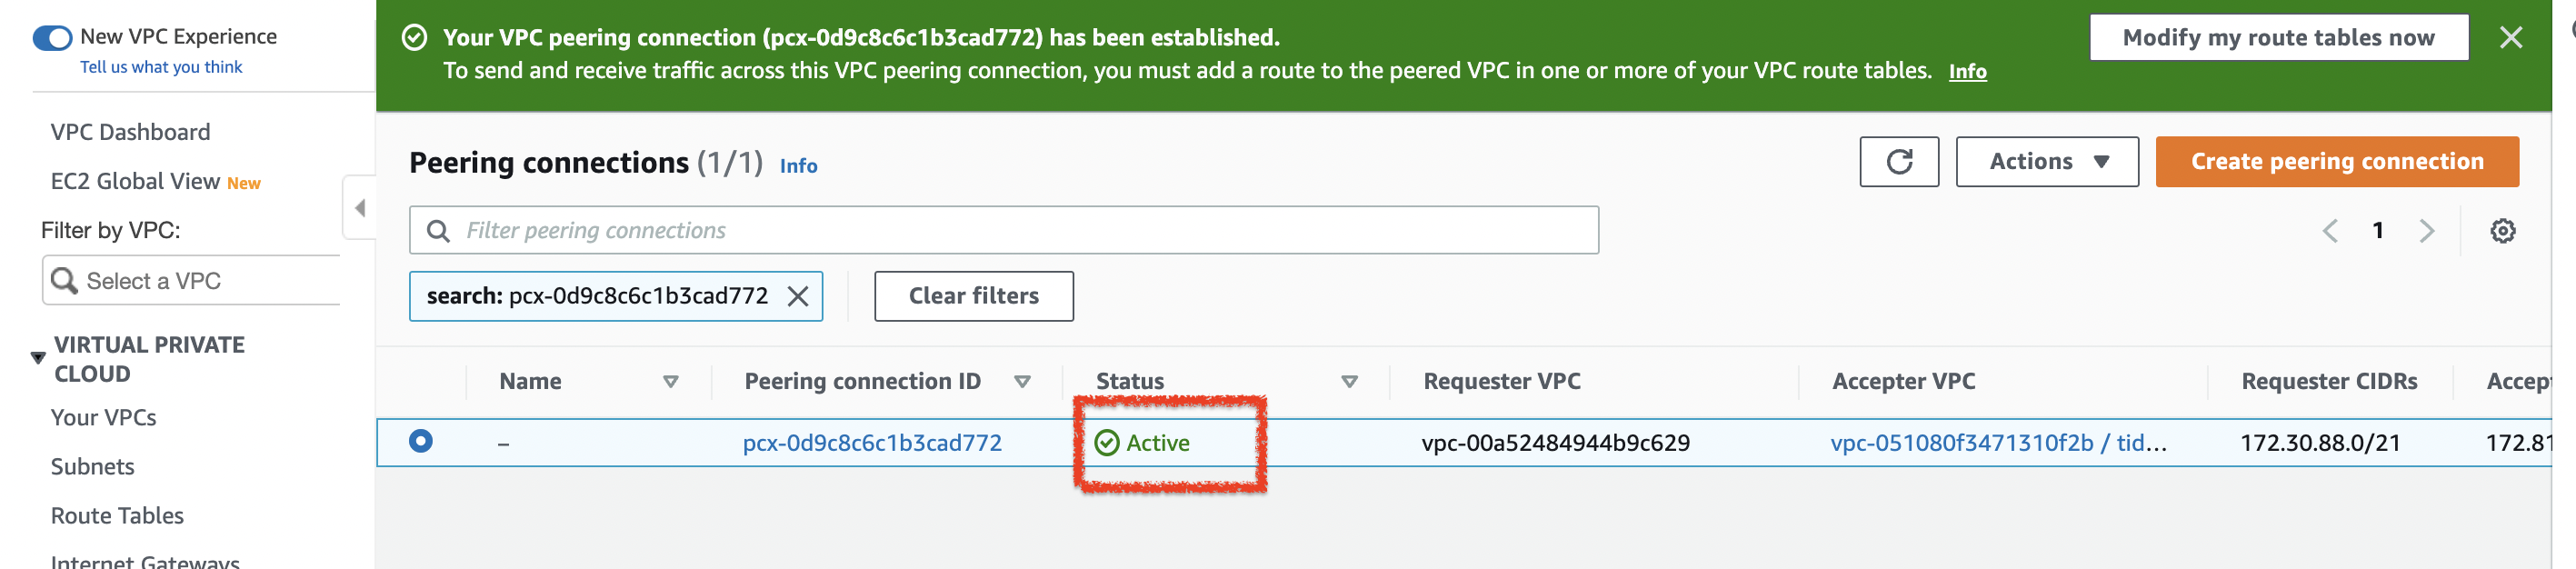 New VPC Experience
Tell us what you think
VPC Dashboard
EC2 Global View New
Filter by VPC:
Select a VPC
VIRTUAL PRIVATE
CLOUD
Your VPCs
Subnets
Route Tables
Internet Gateways
Your VPC peering connection (pcx-0d9c8c6c1b3cad772) has been established.
To send and receive traffic across this VPC peering connection, you must add a route to the peered VPC in one or more of your VPC route tables. Info
Modify my route tables now
Peering connections (1/1) Info
Actions
Create peering connection
Filter peering connections
1
search: pcx-0d9c8c6c1b3cad772
Clear filters
Name Peering connection ID Status Requester VPC Accepter VPC Requester CIDRs Accept
– pcx-0d9c8c6c1b3cad772 Active vpc-00a52484944b9c629 vpc-051080f3471310f2b / tid... 172.30.88.0/21 172.81